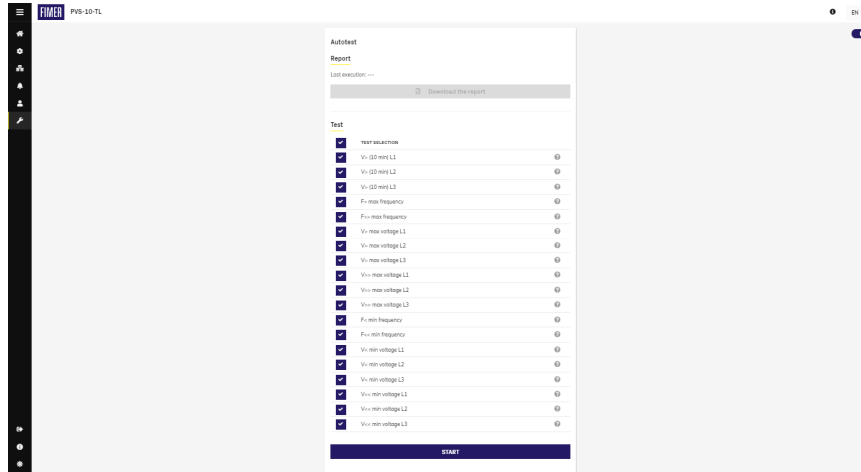 FIMER PVS-10-TL EN
Autotest
Report
Last execution: ---
Download the report
Test
TEST SELECTION
V> (10 min) L1
V> (10 min) L2
V> (10 min) L3
F> max frequency
F>> max frequency
V> max voltage L1
V> max voltage L2
V> max voltage L3
V>> max voltage L1
V>> max voltage L2
V>> max voltage L3
F< min frequency
F<< min frequency
V< min voltage L1
V< min voltage L2
V< min voltage L3
V<< min voltage L1
V<< min voltage L2
V<< min voltage L3
START